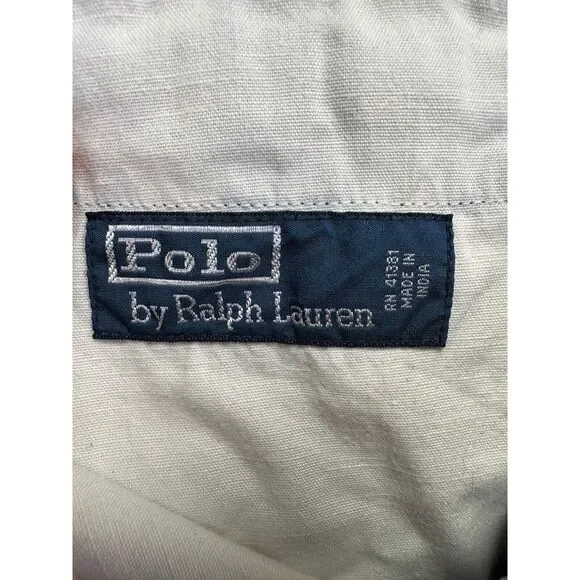 Polo
by Ralph Lauren
RN 41381
MADE IN
INDIA